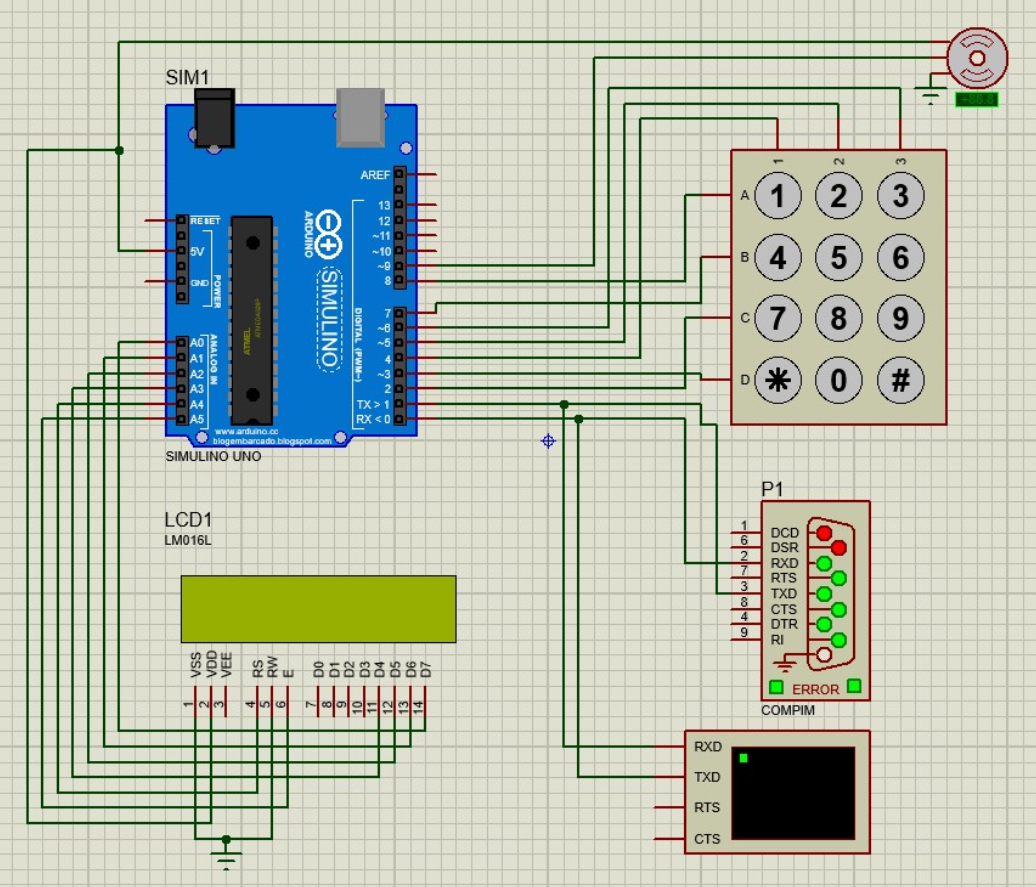 SIM1
ARDUINO
SIMULINO
AREF
13
12
~11
~10
~9
8
7
~6
~5
4
~3
2
TX > 1
RX < 0
DIGITAL (PWM~)
RESET
5V
GND
POWER
A0
A1
A2
A3
A4
A5
ANALOG IN
ATMEL
www.arduino.cc
blogembarcado.blogspot.com
SIMULINO UNO
+88.8
1 2 3
A 1 2 3
B 4 5 6
C 7 8 9
D * 0 #
LCD1
LM016L
VSS VDD VEE RS RW E D0 D1 D2 D3 D4 D5 D6 D7
1 2 3 4 5 6 7 8 9 10 11 12 13 14
P1
1 DCD
6 DSR
2 RXD
7 RTS
3 TXD
8 CTS
4 DTR
9 RI
ERROR
COMPIM
RXD
TXD
RTS
CTS